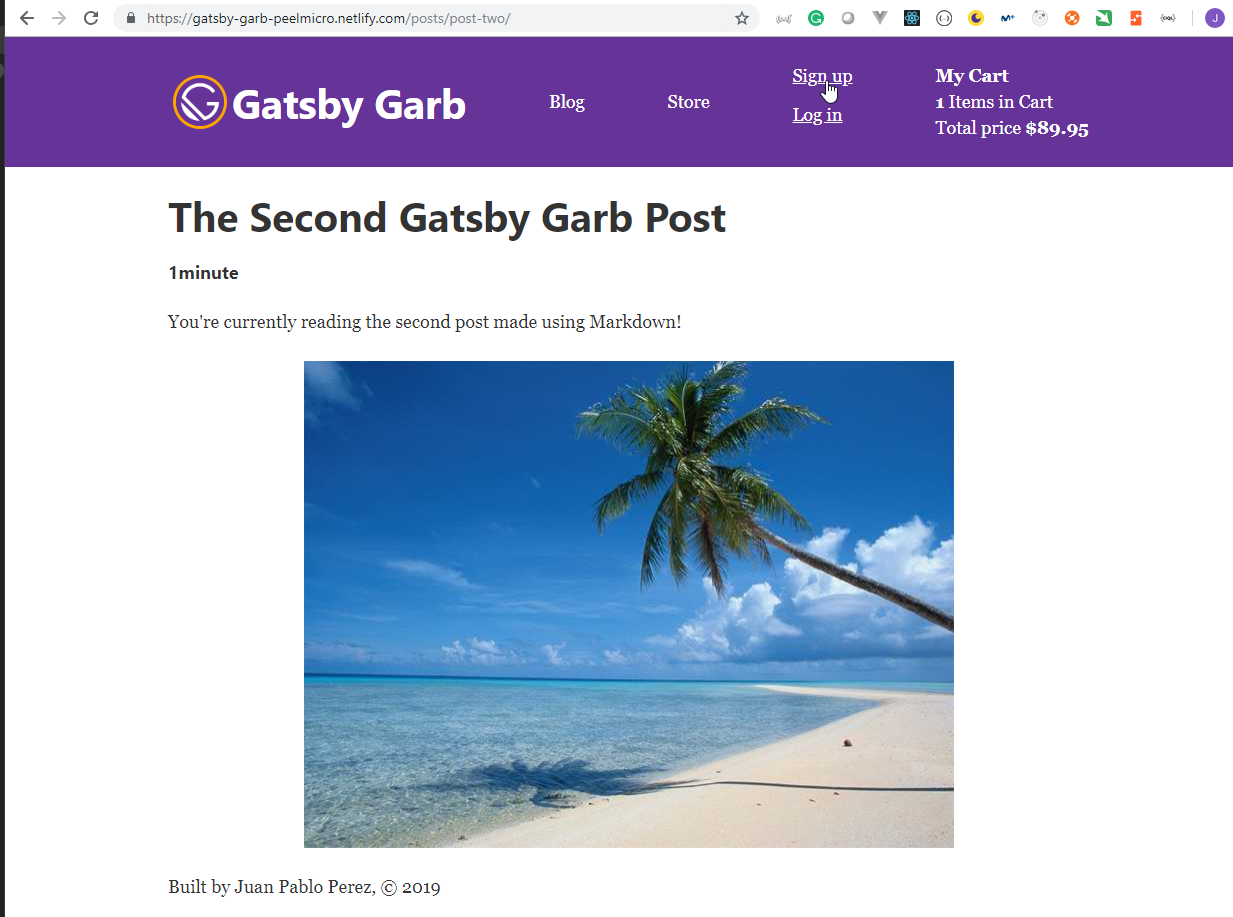 https://gatsby-garb-peelmicro.netlify.com/posts/post-two/
J
Gatsby Garb
Blog
Store
Sign up
Log in
My Cart
1 Items in Cart
Total price $89.95
The Second Gatsby Garb Post
1minute
You're currently reading the second post made using Markdown!
Built by Juan Pablo Perez, © 2019